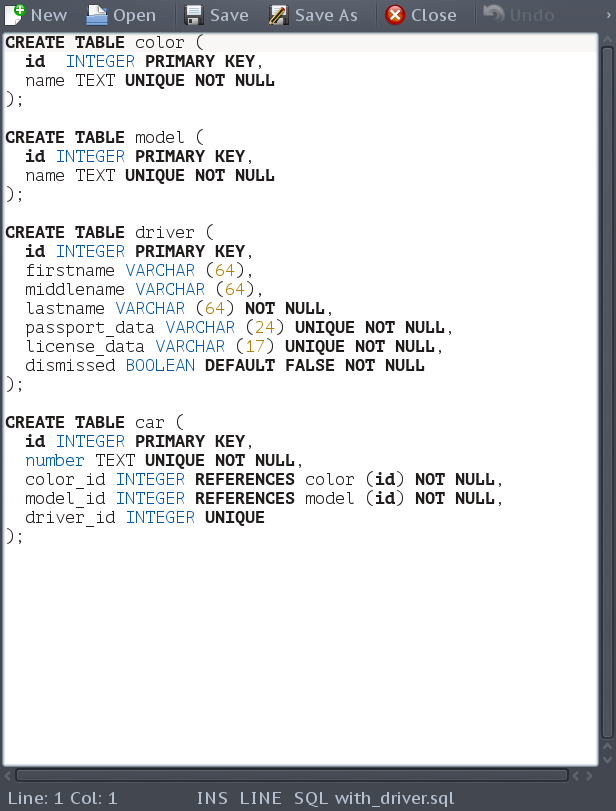 New Open Save Save As Close Undo
CREATE TABLE color (
  id  INTEGER PRIMARY KEY,
  name TEXT UNIQUE NOT NULL
);

CREATE TABLE model (
  id INTEGER PRIMARY KEY,
  name TEXT UNIQUE NOT NULL
);

CREATE TABLE driver (
  id INTEGER PRIMARY KEY,
  firstname VARCHAR (64),
  middlename VARCHAR (64),
  lastname VARCHAR (64) NOT NULL,
  passport_data VARCHAR (24) UNIQUE NOT NULL,
  license_data VARCHAR (17) UNIQUE NOT NULL,
  dismissed BOOLEAN DEFAULT FALSE NOT NULL
);

CREATE TABLE car (
  id INTEGER PRIMARY KEY,
  number TEXT UNIQUE NOT NULL,
  color_id INTEGER REFERENCES color (id) NOT NULL,
  model_id INTEGER REFERENCES model (id) NOT NULL,
  driver_id INTEGER UNIQUE
);
Line: 1 Col: 1 INS LINE SQL with_driver.sql